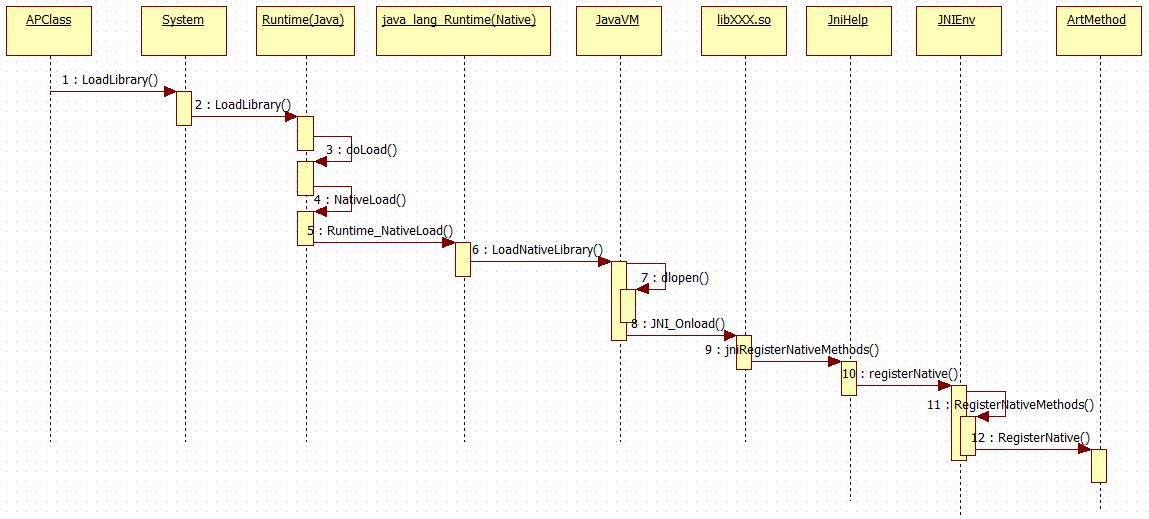 APClass
System
Runtime(Java)
java_lang_Runtime(Native)
JavaVM
libXXX.so
JniHelp
JNIEnv
ArtMethod
1 : LoadLibrary()
2 : LoadLibrary()
3 : doLoad()
4 : NativeLoad()
5 : Runtime_NativeLoad()
6 : LoadNativeLibrary()
7 : dlopen()
8 : JNI_Onload()
9 : jniRegisterNativeMethods()
10 : registerNative()
11 : RegisterNativeMethods()
12 : RegisterNative()